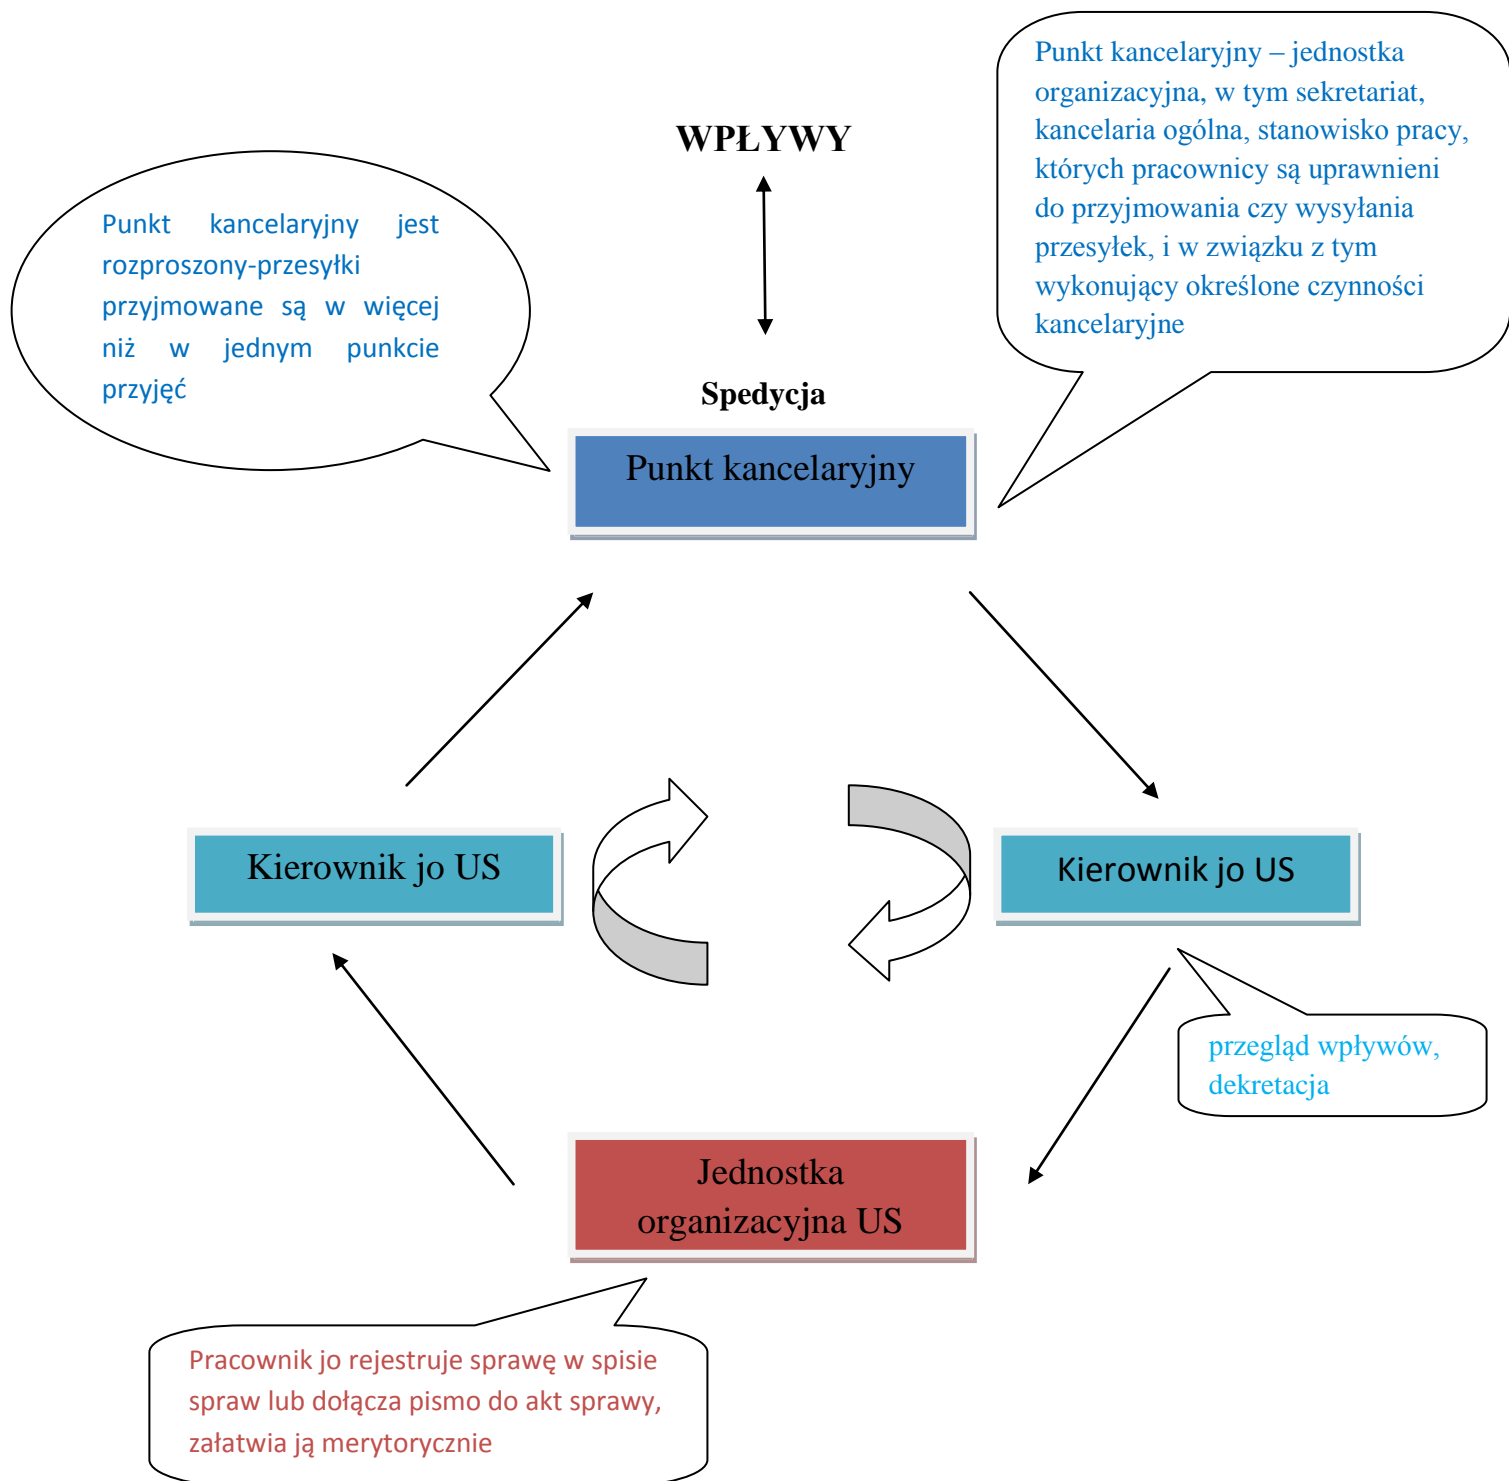 Punkt kancelaryjny – jednostka
organizacyjna, w tym sekretariat,
kancelaria ogólna, stanowisko pracy,
których pracownicy są uprawnieni
do przyjmowania czy wysyłania
przesyłek, i w związku z tym
wykonujący określone czynności
kancelaryjne
WPŁYWY
Punkt kancelaryjny jest
rozproszony-przesyłki
przyjmowane są w więcej
niż w jednym punkcie
przyjęć
Spedycja
Punkt kancelaryjny
Kierownik jo US
Kierownik jo US
przegląd wpływów,
dekretacja
Jednostka
organizacyjna US
Pracownik jo rejestruje sprawę w spisie
spraw lub dołącza pismo do akt sprawy,
załatwia ją merytorycznie